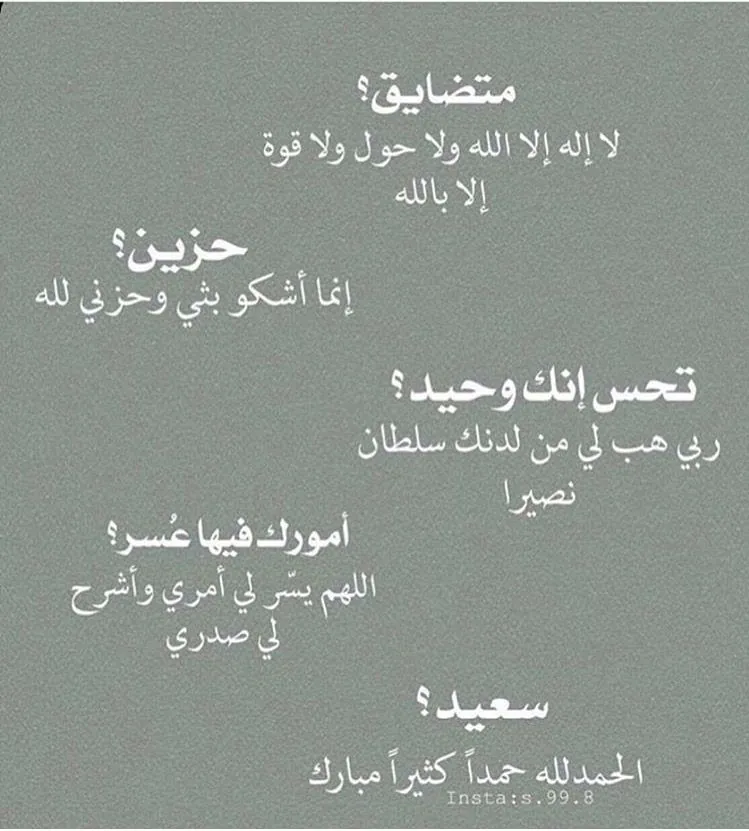 متضايق؟
لا إله إلا الله ولا حول ولا قوة
إلا بالله
حزين؟
إنما أشكو بثي وحزني لله
تحس إنك وحيد؟
ربي هب لي من لدنك سلطان
نصيرا
أمورك فيها عُسر؟
اللهم يسّر لي أمري وأشرح
لي صدري
سعيد؟
الحمدلله حمداً كثيراً مبارك
Insta:s.99.8